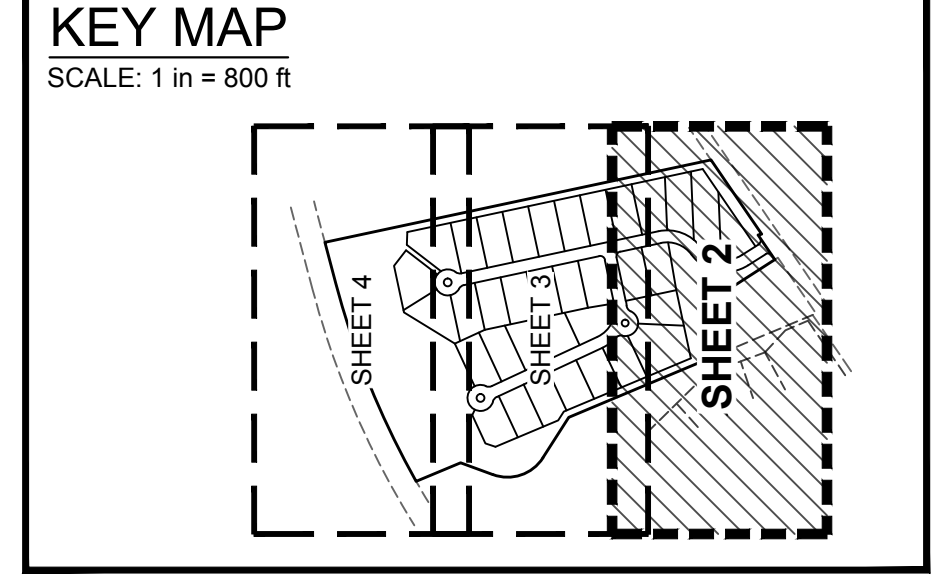 KEY MAP
SCALE: 1 in = 800 ft
SHEET 4
SHEET 3
SHEET 2